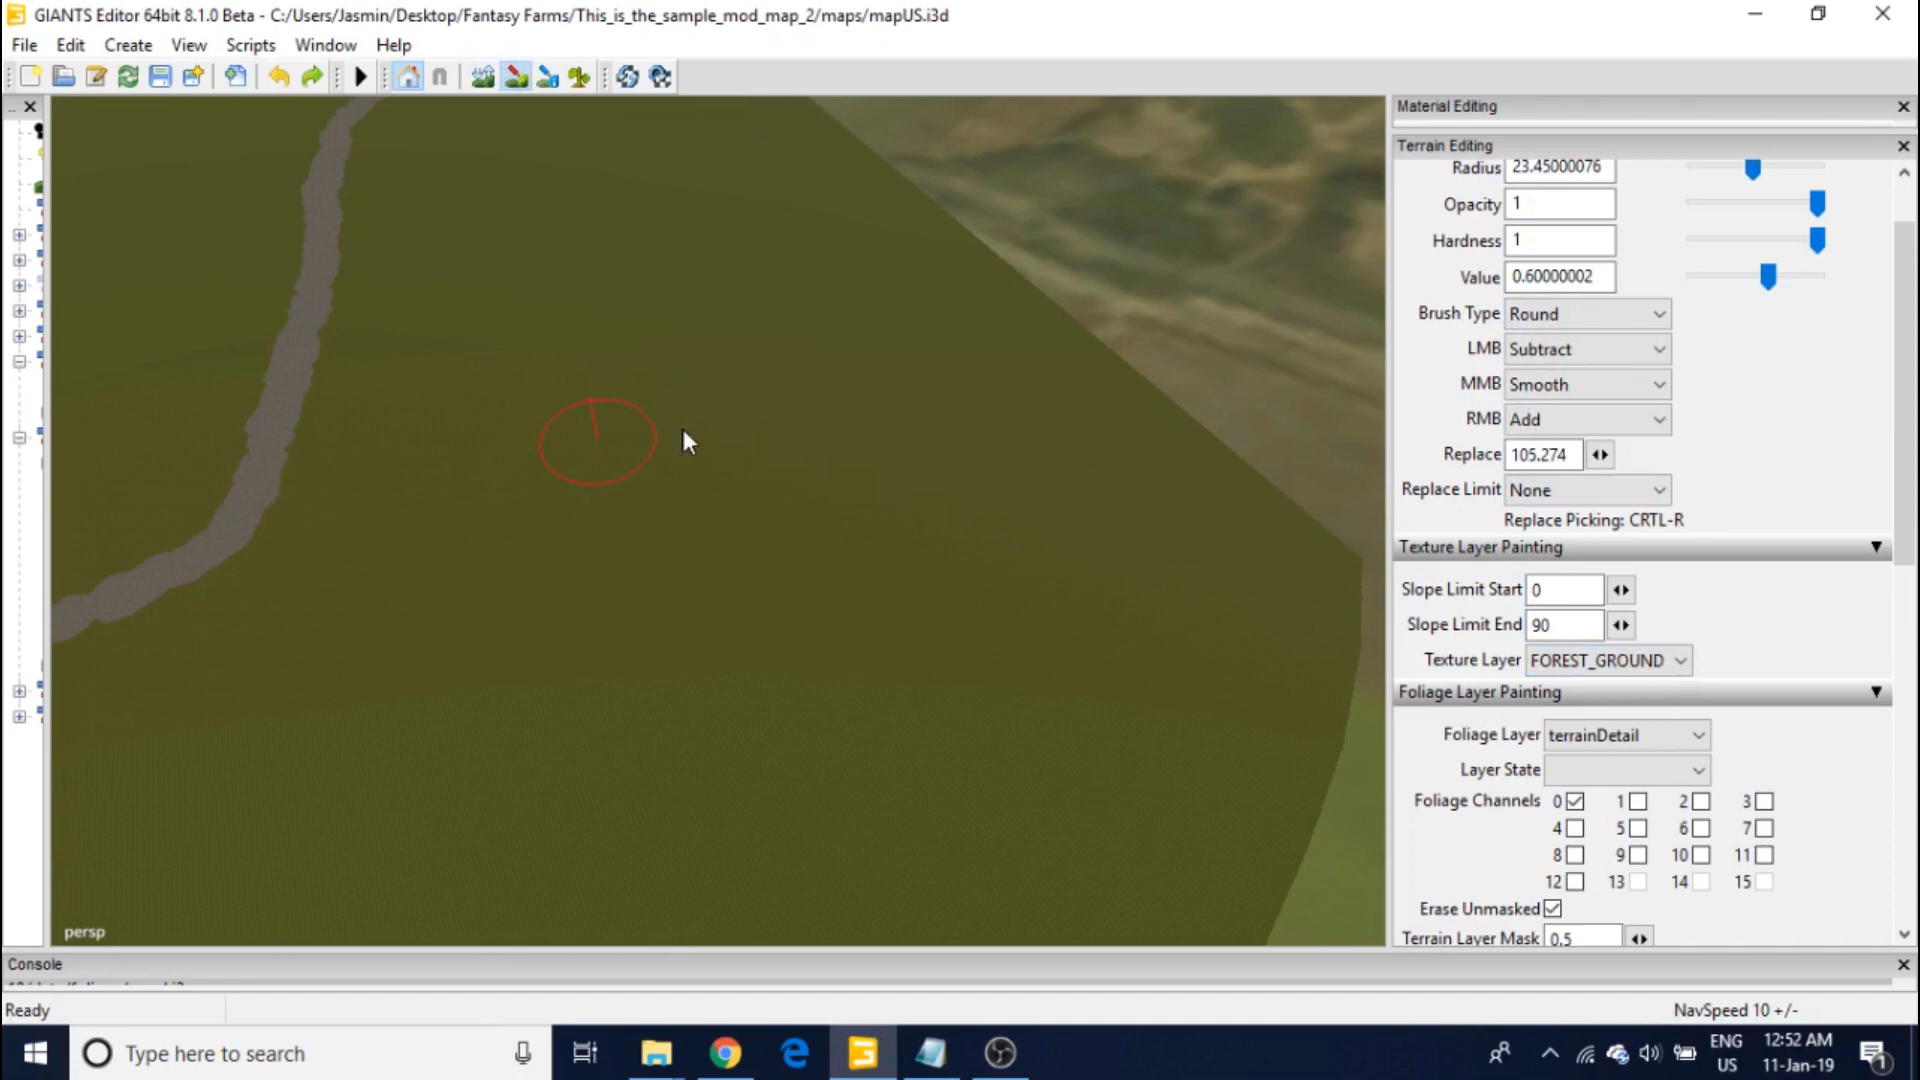 GIANTS Editor 64bit 8.1.0 Beta - C:/Users/Jasmin/Desktop/Fantasy Farms/This_is_the_sample_mod_map_2/maps/mapUS.i3d
File Edit Create View Scripts Window Help
Material Editing
Terrain Editing
Radius 23.45000076
Opacity 1
Hardness 1
Value 0.60000002
Brush Type Round
LMB Subtract
MMB Smooth
RMB Add
Replace 105.274
Replace Limit None
Replace Picking: CRTL-R
Texture Layer Painting
Slope Limit Start 0
Slope Limit End 90
Texture Layer FOREST_GROUND
Foliage Layer Painting
Foliage Layer terrainDetail
Layer State
Foliage Channels 0 1 2 3
4 5 6 7
8 9 10 11
12 13 14 15
Erase Unmasked
Terrain Layer Mask 0.5
persp
Console
Ready
NavSpeed 10 +/-
Type here to search
ENG
US
12:52 AM
11-Jan-19
1